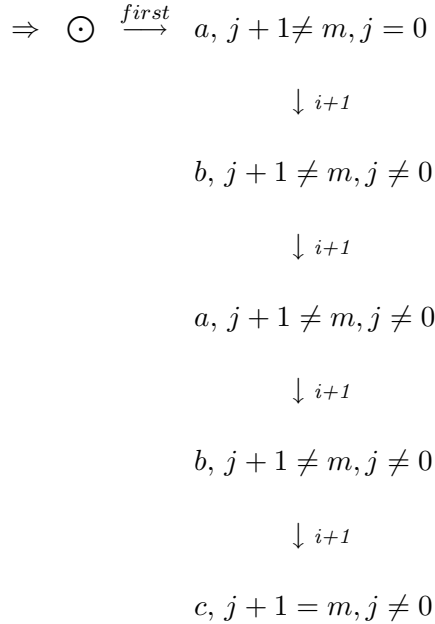 ⇒ ⊙ first ⟶ a, j + 1 ≠ m, j = 0
↓ i+1
b, j + 1 ≠ m, j ≠ 0
↓ i+1
a, j + 1 ≠ m, j ≠ 0
↓ i+1
b, j + 1 ≠ m, j ≠ 0
↓ i+1
c, j + 1 = m, j ≠ 0